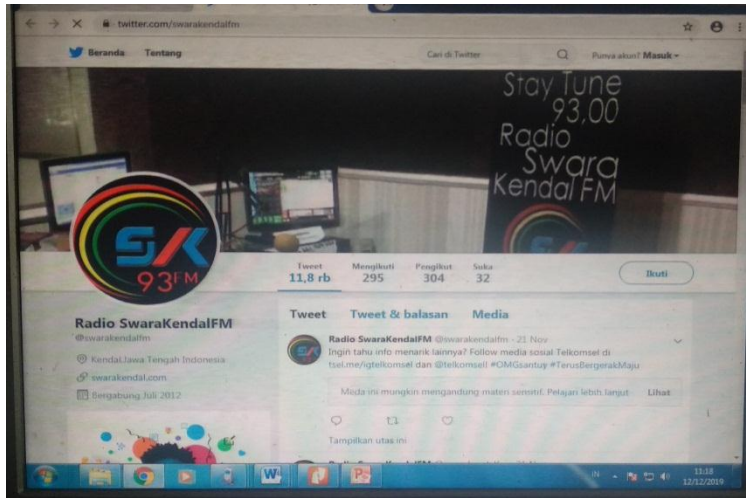 twitter.com/swarakendalfm
Beranda Tentang
Cari di Twitter
Punya akun? Masuk
Stay Tune
93,00
Radio
Swara
Kendal FM
SK
93 FM
Tweet Mengikuti Pengikut Suka
11,8 rb 295 304 32
Ikuti
Radio SwaraKendalFM
@swarakendalfm
Kendal,Jawa Tengah Indonesia
swarakendal.com
Bergabung Juli 2012
Tweet Tweet & balasan Media
Radio SwaraKendalFM @swarakendalfm · 21 Nov
Ingin tahu info menarik lainnya? Follow media sosial Telkomsel di
tsel.me/igtelkomsel dan @telkomsel! #OMGsantuy #TerusBergerakMaju
Media ini mungkin mengandung materi sensitif. Pelajari lebih lanjut Lihat
Tampilkan utas ini
IN
11:18
12/12/2019